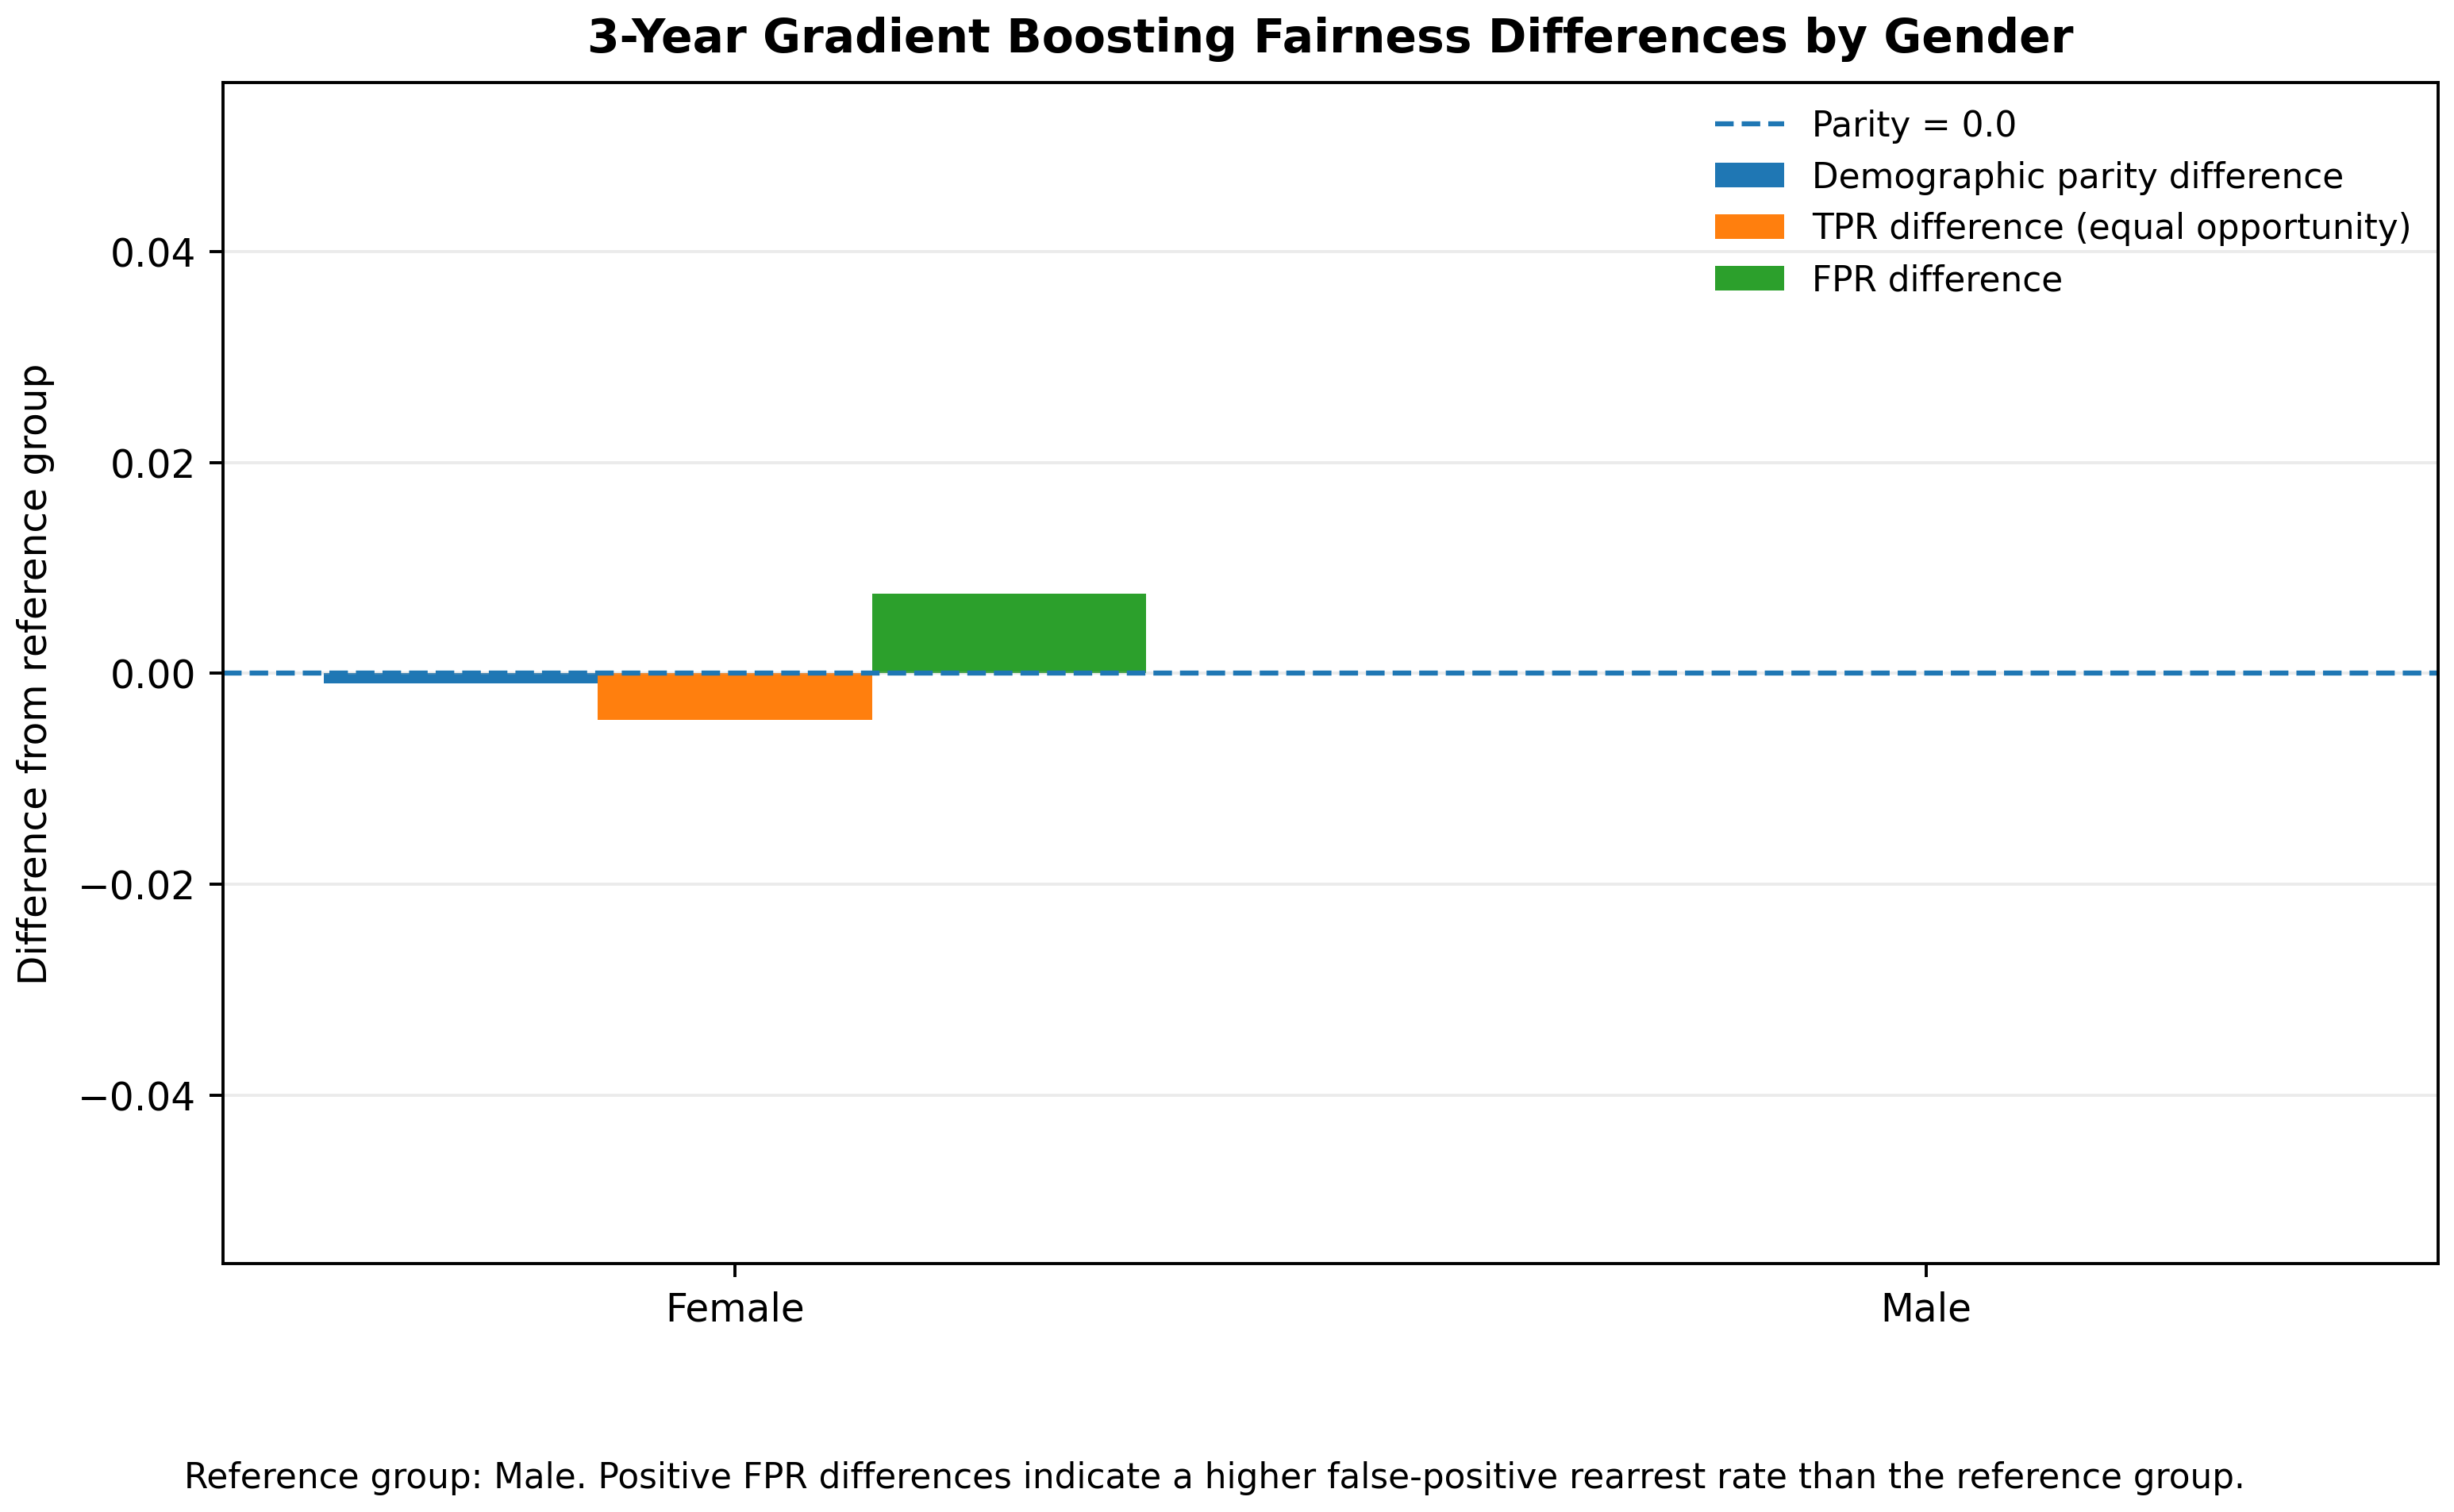 3-Year Gradient Boosting Fairness Differences by Gender
Parity = 0.0
Demographic parity difference
TPR difference (equal opportunity)
FPR difference
Difference from reference group
0.04
0.02
0.00
−0.02
−0.04
Female
Male
Reference group: Male. Positive FPR differences indicate a higher false-positive rearrest rate than the reference group.